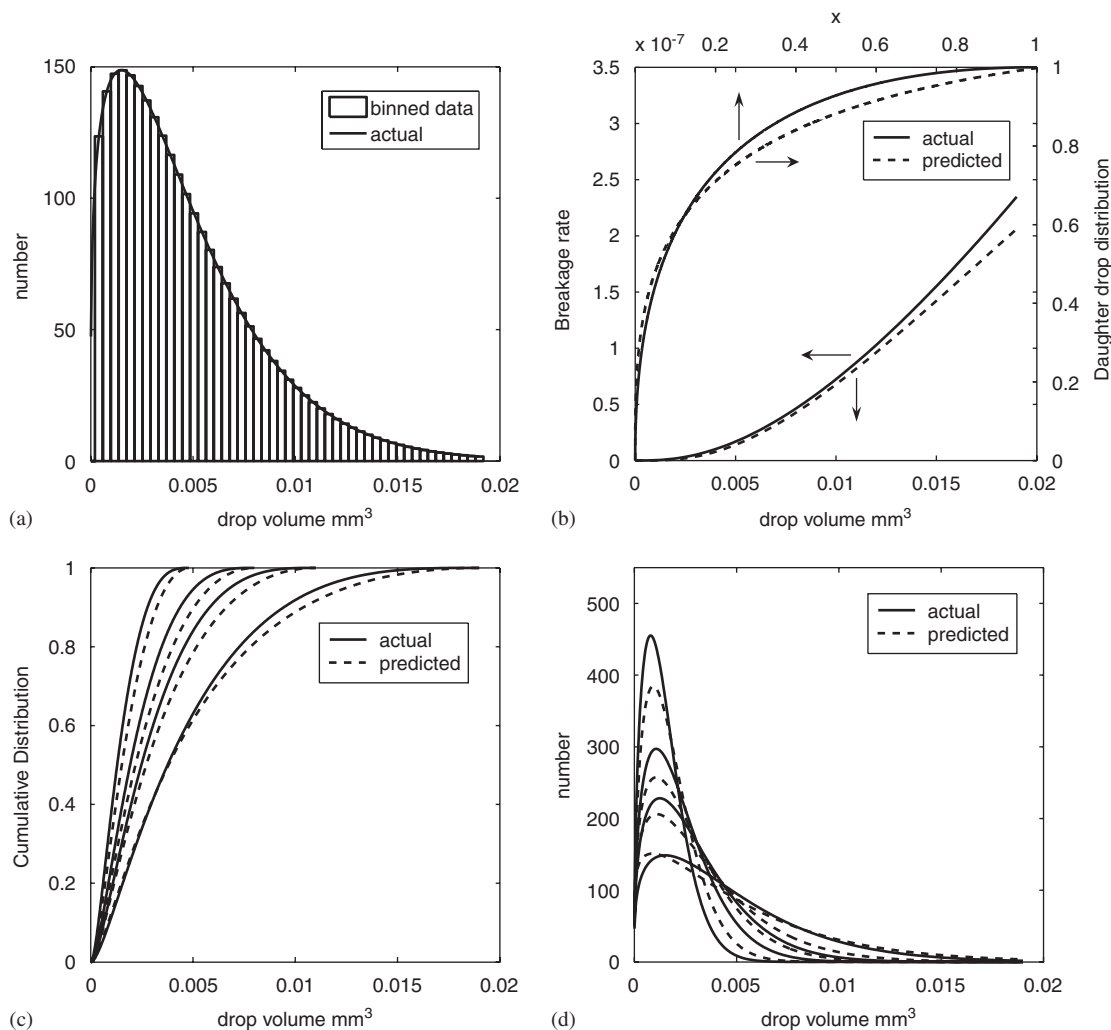 150
100
50
0
number
binned data
actual
0 0.005 0.01 0.015 0.02
drop volume mm³
(a)
x
x 10⁻⁷ 0.2 0.4 0.6 0.8 1
3.5
3
2.5
2
1.5
1
0.5
0
Breakage rate
actual
predicted
1
0.8
0.6
0.4
0.2
0
Daughter drop distribution
0 0.005 0.01 0.015 0.02
drop volume mm³
(b)
1
0.8
0.6
0.4
0.2
0
Cumulative Distribution
actual
predicted
0 0.005 0.01 0.015 0.02
drop volume mm³
(c)
500
400
300
200
100
0
number
actual
predicted
0 0.005 0.01 0.015 0.02
drop volume mm³
(d)